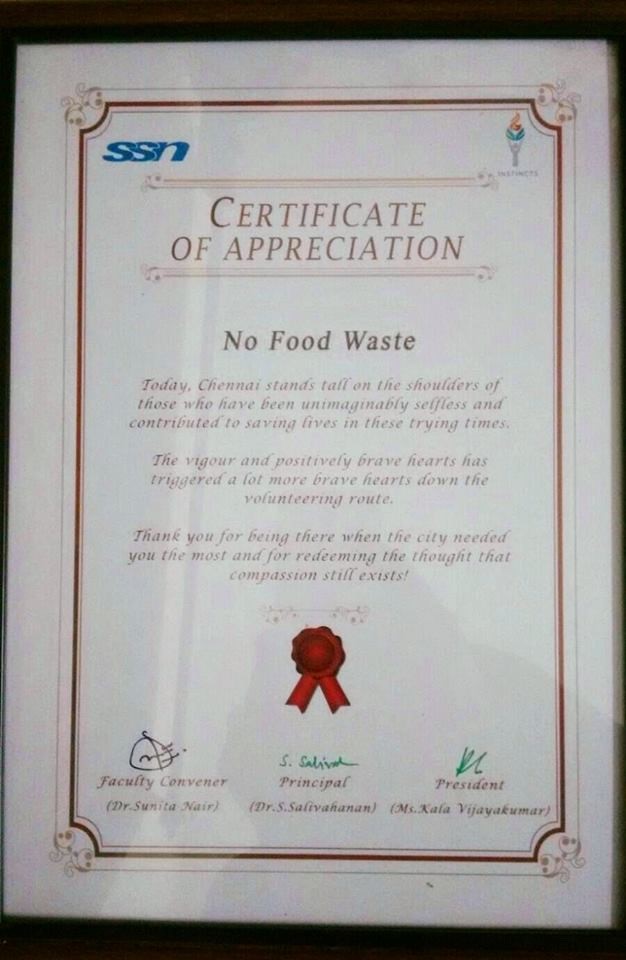 ssn
INSTINCTS
CERTIFICATE
OF APPRECIATION
No Food Waste
Today, Chennai stands tall on the shoulders of
those who have been unimaginably selfless and
contributed to saving lives in these trying times.
The vigour and positively brave hearts has
triggered a lot more brave hearts down the
volunteering route.
Thank you for being there when the city needed
you the most and for redeeming the thought that
compassion still exists!
Faculty Convener
Principal
President
(Dr.Sunita Nair)
(Dr.S.Salivahanan)
(Ms.Kala Vijayakumar)